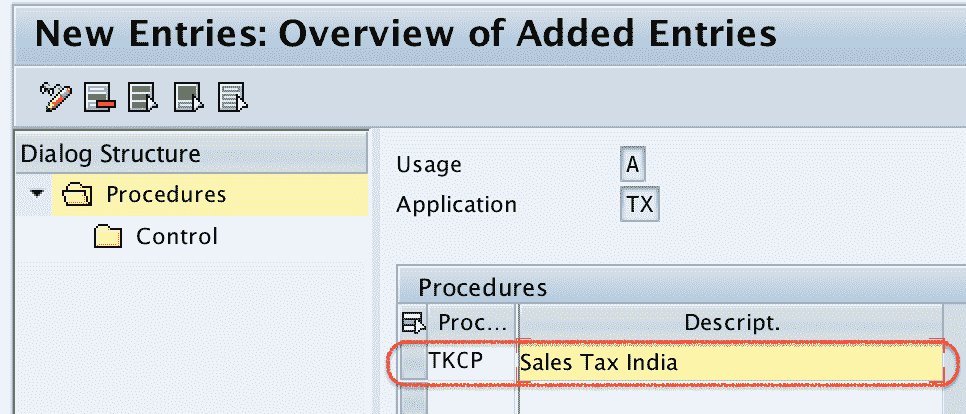 New Entries: Overview of Added Entries
Dialog Structure
Procedures
Control
Usage A
Application TX
Procedures
Proc... Descript.
TKCP Sales Tax India